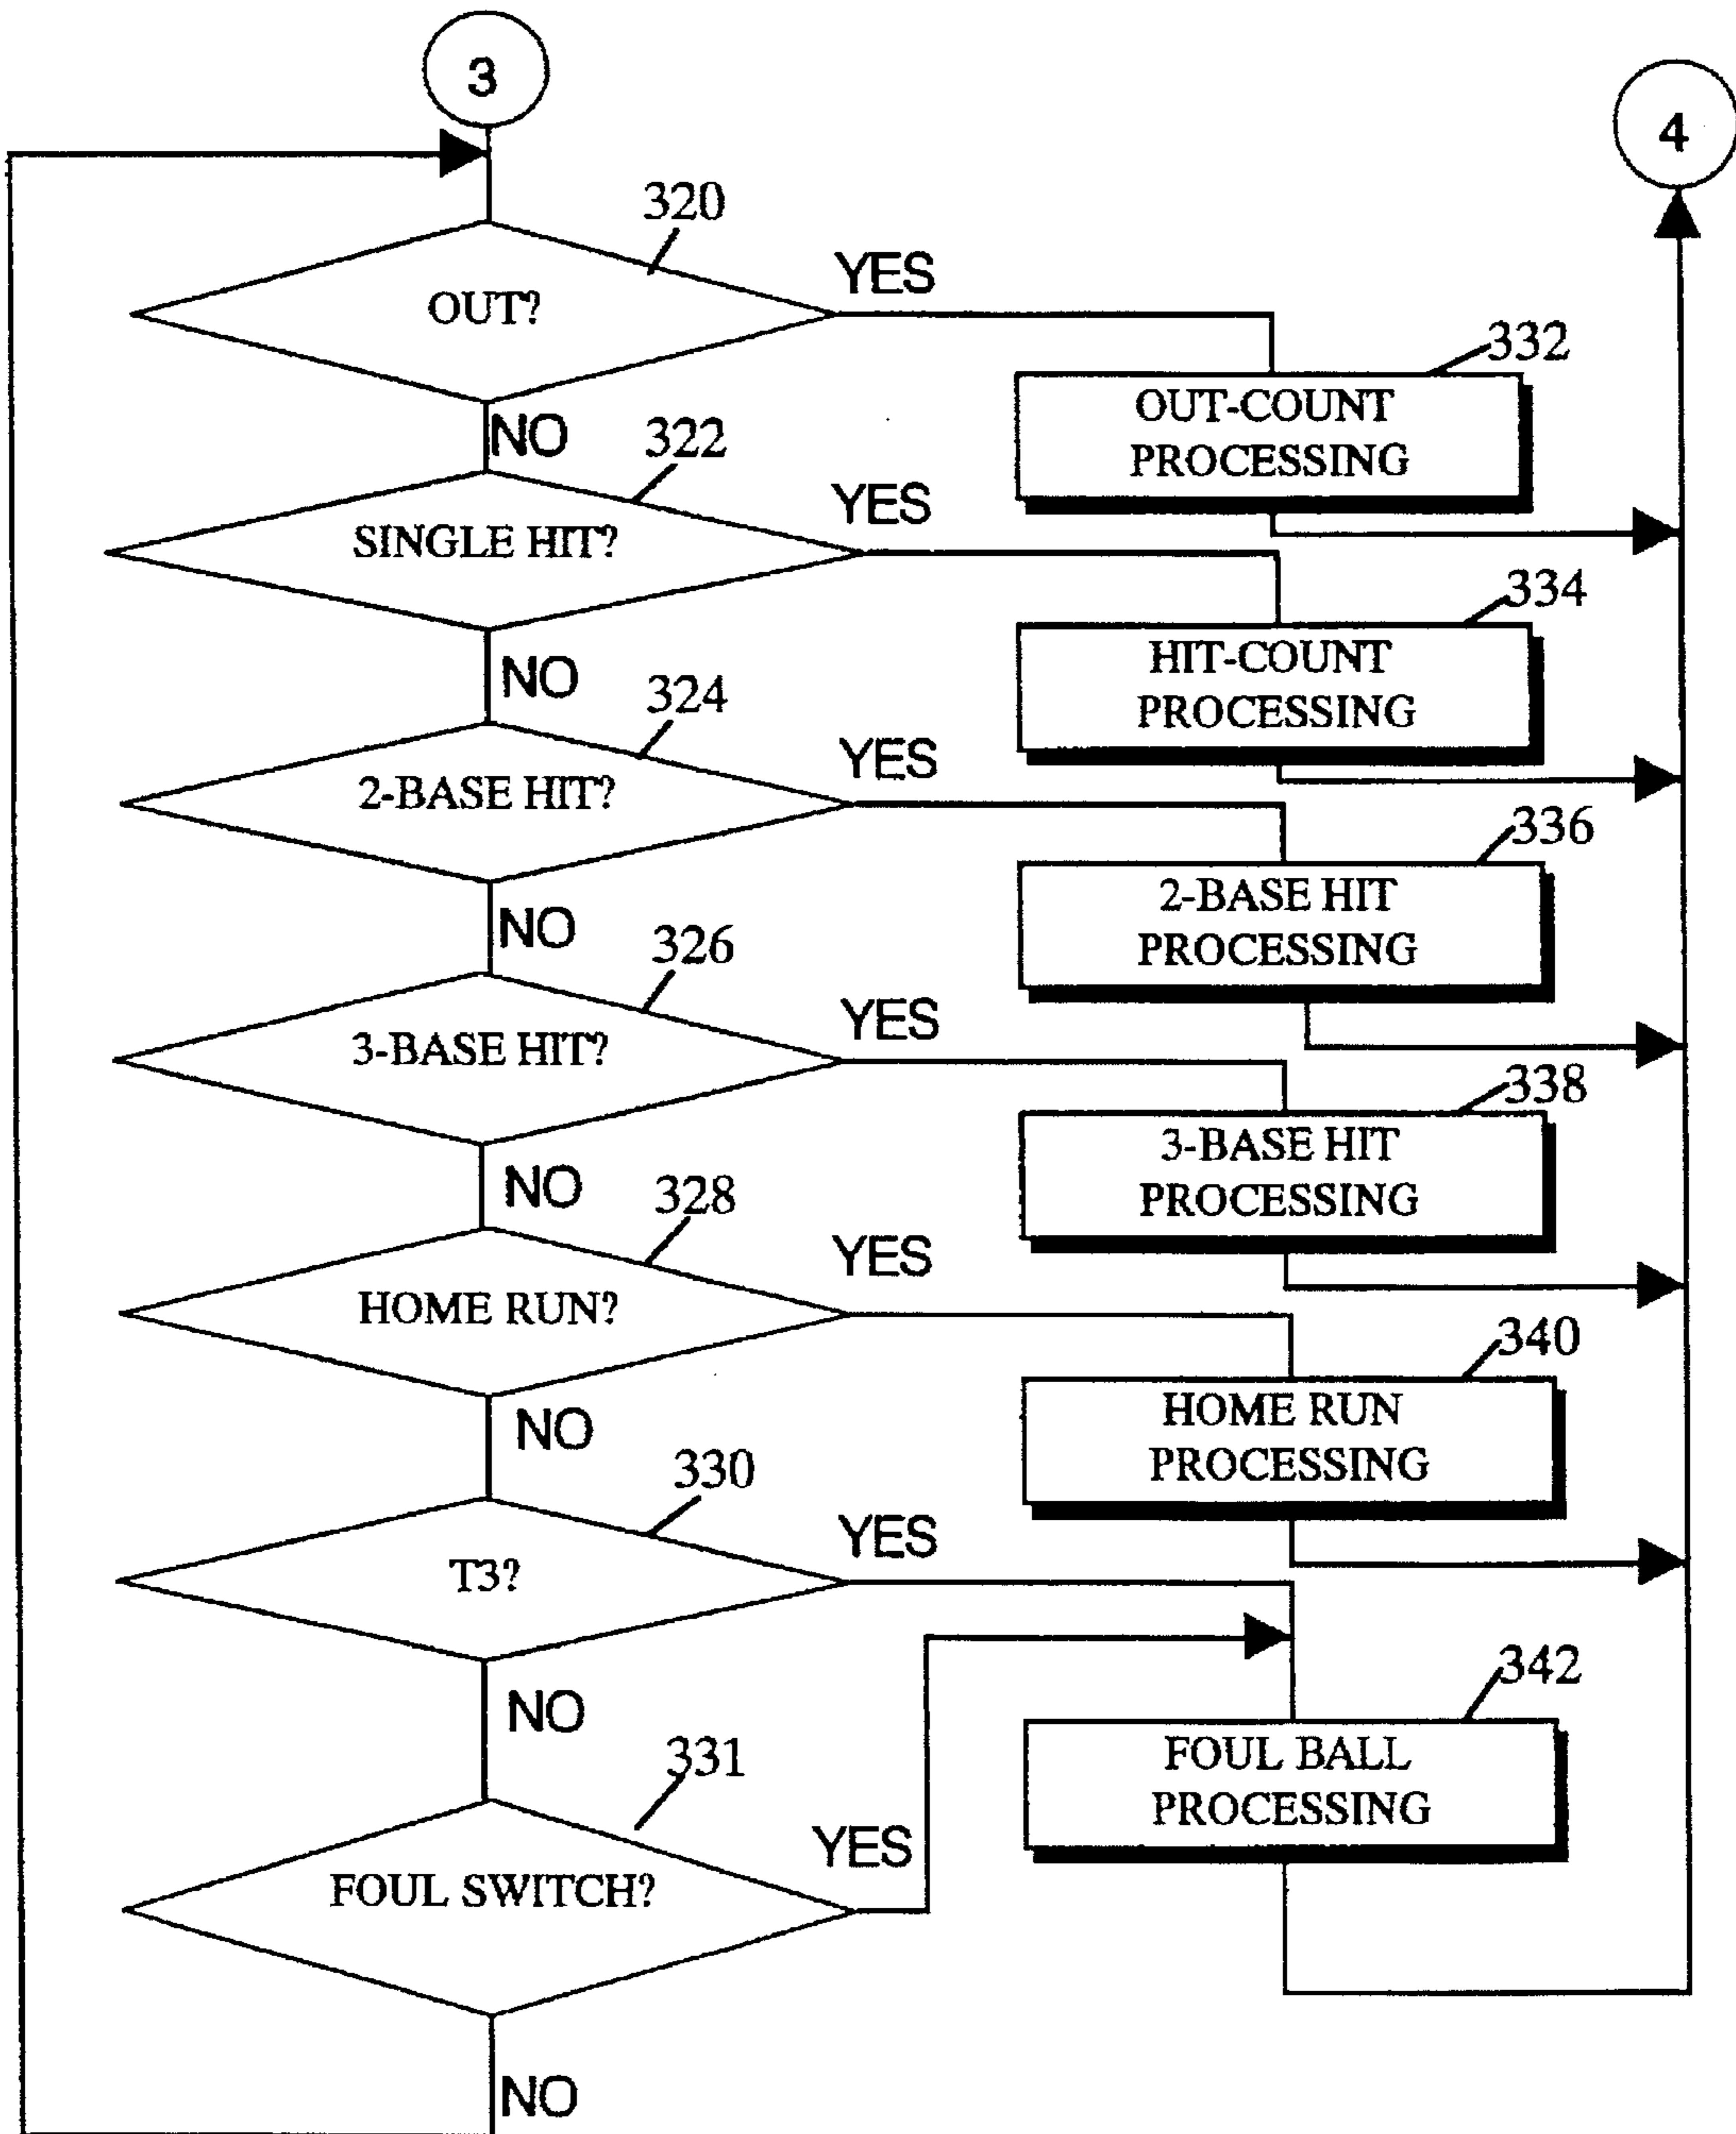 3
4
320
OUT?
YES
332
OUT-COUNT
PROCESSING
NO
322
SINGLE HIT?
YES
334
HIT-COUNT
PROCESSING
NO
324
2-BASE HIT?
YES
336
2-BASE HIT
PROCESSING
NO
326
3-BASE HIT?
YES
338
3-BASE HIT
PROCESSING
NO
328
HOME RUN?
YES
340
HOME RUN
PROCESSING
NO
330
T3?
YES
342
FOUL BALL
PROCESSING
NO
331
FOUL SWITCH?
YES
NO